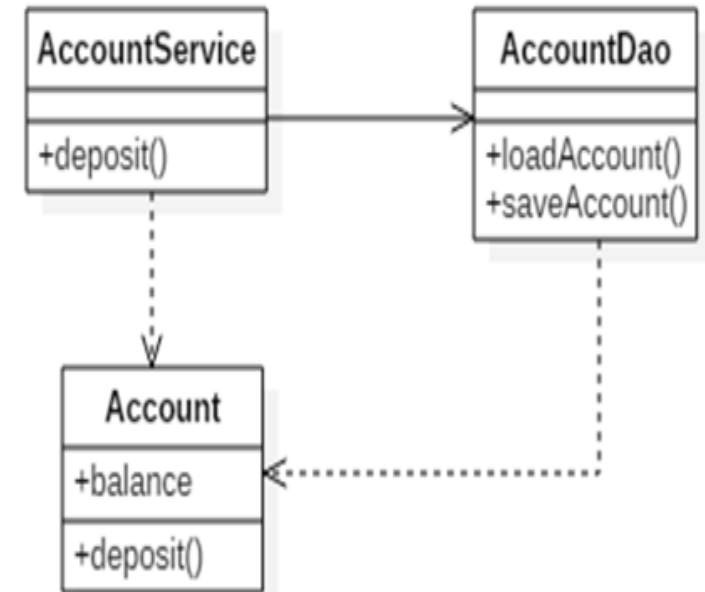 AccountService
+deposit()
AccountDao
+loadAccount()
+saveAccount()
Account
+balance
+deposit()